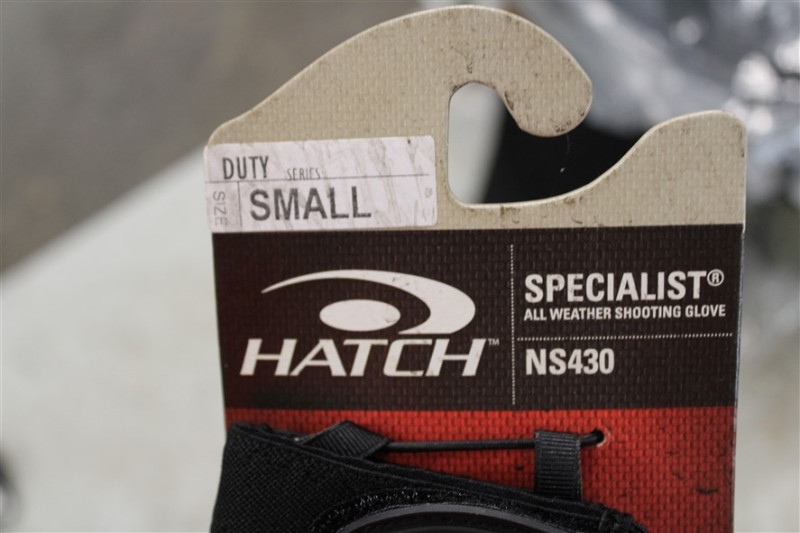 DUTY SERIES
SIZE SMALL
HATCH™
SPECIALIST®
ALL WEATHER SHOOTING GLOVE
NS430